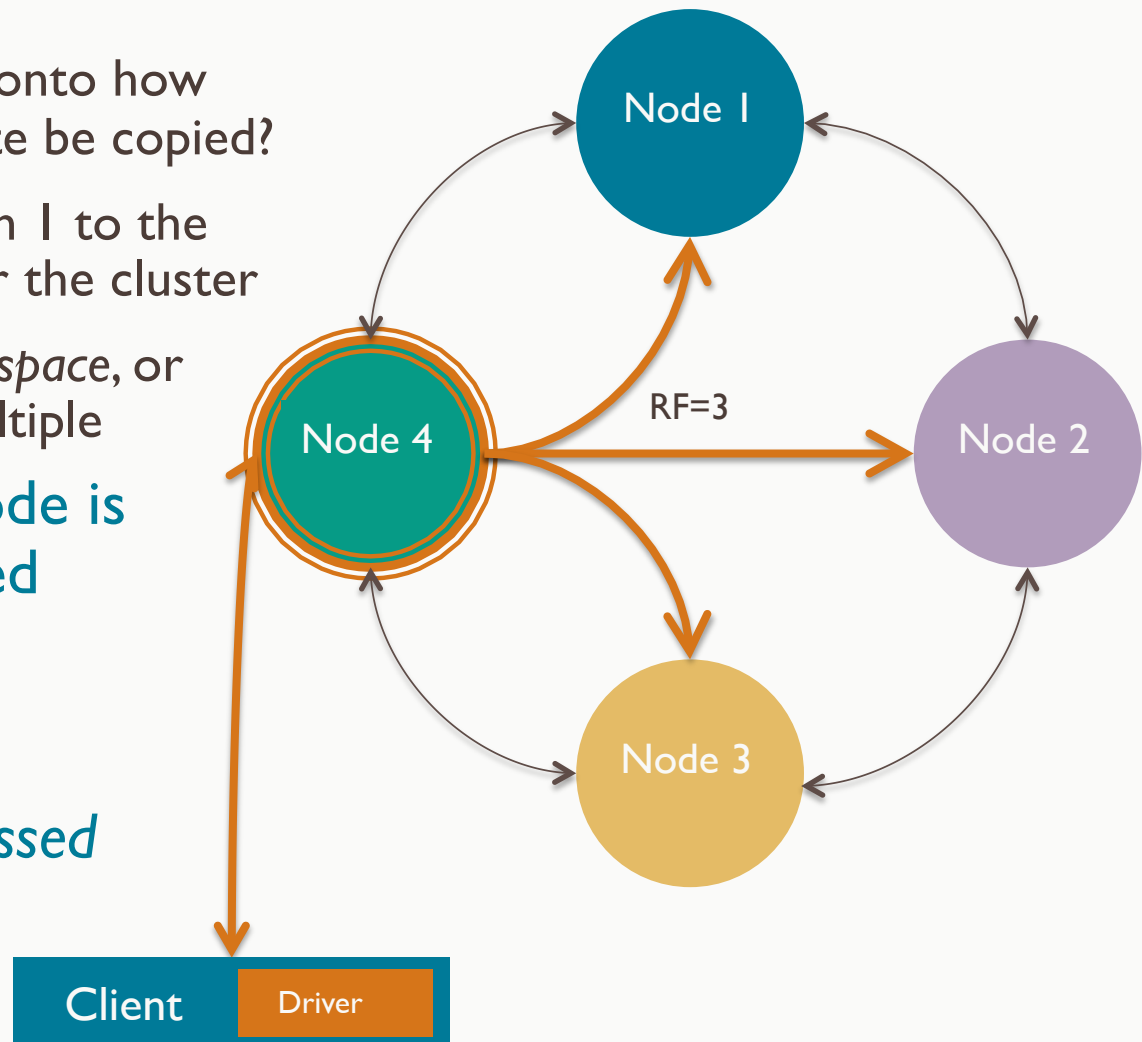 onto how
te be copied?
n 1 to the
r the cluster
space, or
ltiple
ode is
ed
ssed
Node 1
Node 4
RF=3
Node 2
Node 3
Client
Driver